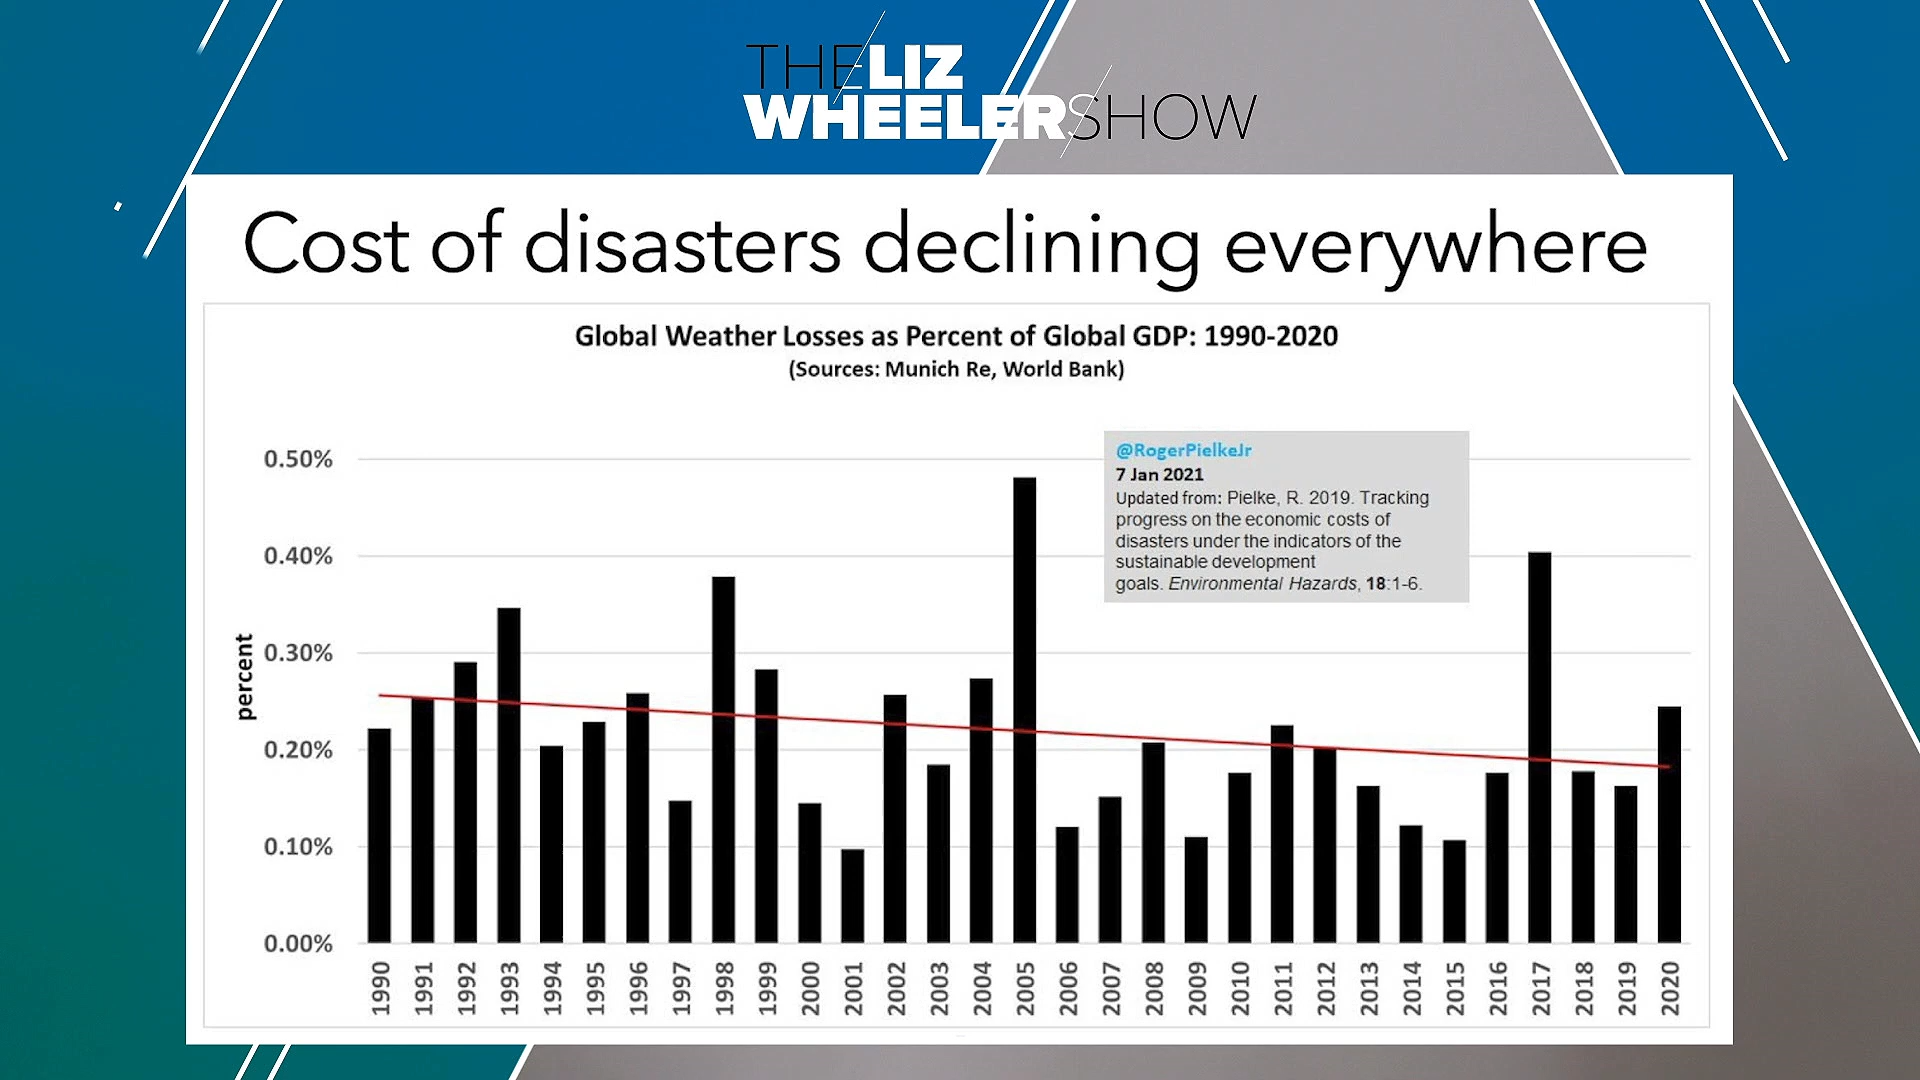 THE LIZ
WHEELER SHOW
Cost of disasters declining everywhere
Global Weather Losses as Percent of Global GDP: 1990-2020
(Sources: Munich Re, World Bank)
@RogerPielkeJr
7 Jan 2021
Updated from: Pielke, R. 2019. Tracking
progress on the economic costs of
disasters under the indicators of the
sustainable development
goals. Environmental Hazards, 18:1-6.
percent
0.50%
0.40%
0.30%
0.20%
0.10%
0.00%
1990 1991 1992 1993 1994 1995 1996 1997 1998 1999 2000 2001 2002 2003 2004 2005 2006 2007 2008 2009 2010 2011 2012 2013 2014 2015 2016 2017 2018 2019 2020